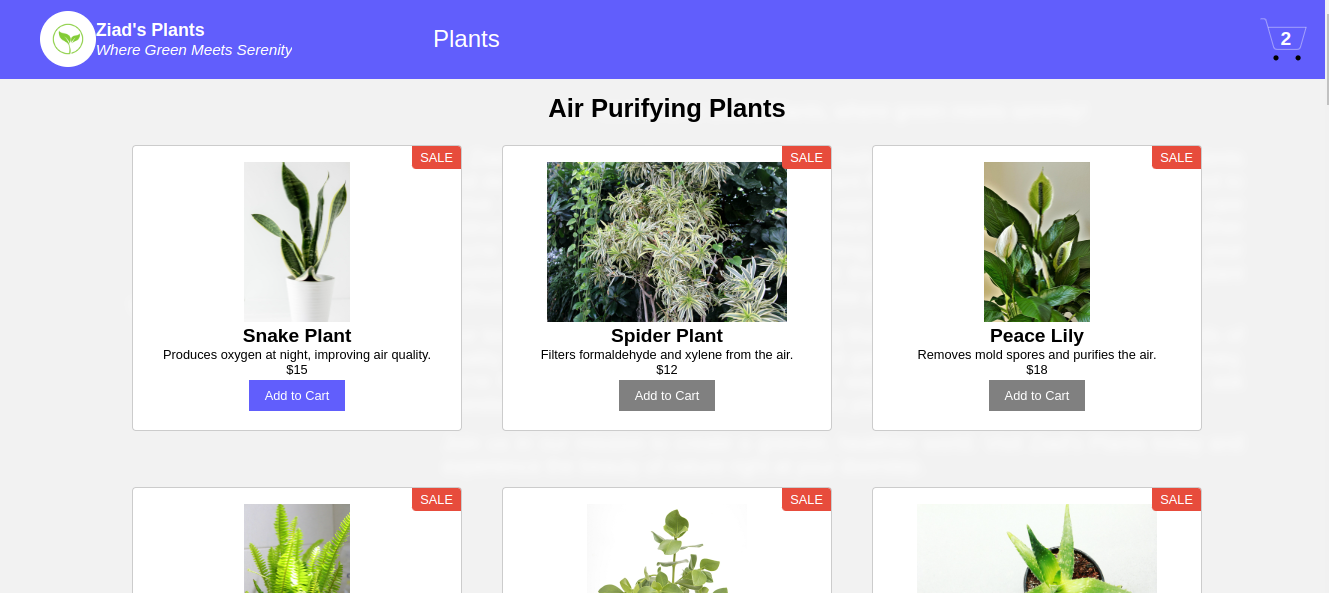 Ziad's Plants
Where Green Meets Serenity
Plants
2
Air Purifying Plants
SALE
SALE
SALE
Snake Plant
Produces oxygen at night, improving air quality.
$15
Add to Cart
Spider Plant
Filters formaldehyde and xylene from the air.
$12
Add to Cart
Peace Lily
Removes mold spores and purifies the air.
$18
Add to Cart
SALE
SALE
SALE